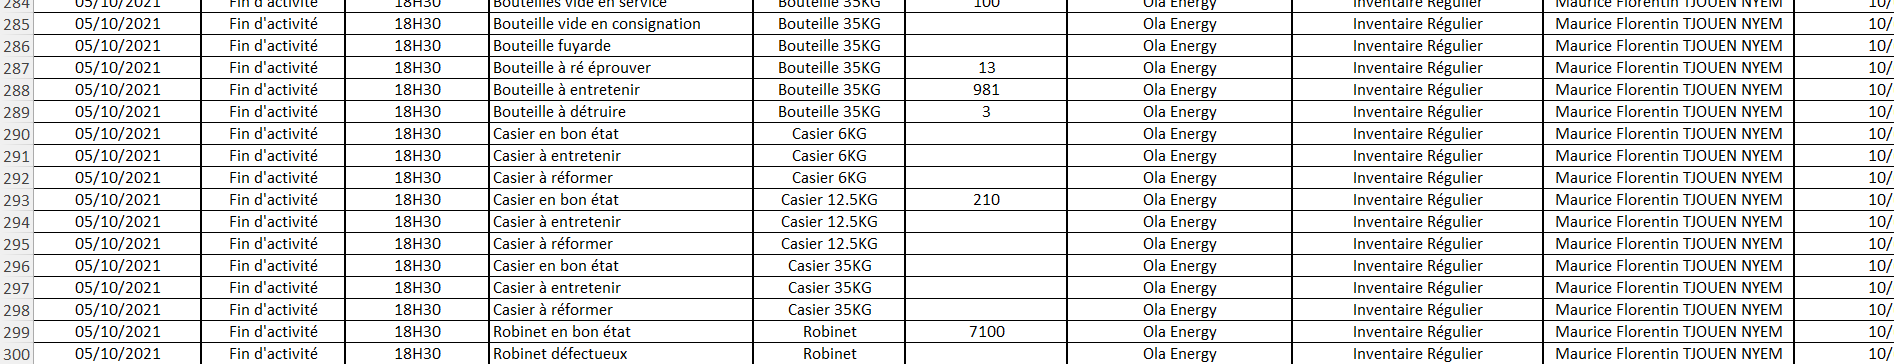 284 05/10/2021 Fin d'activité 18H30 Bouteilles vide en service Bouteille 35KG 100 Ola Energy Inventaire Régulier Maurice Florentin TJOUEN NYEM 10/
285 05/10/2021 Fin d'activité 18H30 Bouteille vide en consignation Bouteille 35KG Ola Energy Inventaire Régulier Maurice Florentin TJOUEN NYEM 10/
286 05/10/2021 Fin d'activité 18H30 Bouteille fuyarde Bouteille 35KG Ola Energy Inventaire Régulier Maurice Florentin TJOUEN NYEM 10/
287 05/10/2021 Fin d'activité 18H30 Bouteille à ré éprouver Bouteille 35KG 13 Ola Energy Inventaire Régulier Maurice Florentin TJOUEN NYEM 10/
288 05/10/2021 Fin d'activité 18H30 Bouteille à entretenir Bouteille 35KG 981 Ola Energy Inventaire Régulier Maurice Florentin TJOUEN NYEM 10/
289 05/10/2021 Fin d'activité 18H30 Bouteille à détruire Bouteille 35KG 3 Ola Energy Inventaire Régulier Maurice Florentin TJOUEN NYEM 10/
290 05/10/2021 Fin d'activité 18H30 Casier en bon état Casier 6KG Ola Energy Inventaire Régulier Maurice Florentin TJOUEN NYEM 10/
291 05/10/2021 Fin d'activité 18H30 Casier à entretenir Casier 6KG Ola Energy Inventaire Régulier Maurice Florentin TJOUEN NYEM 10/
292 05/10/2021 Fin d'activité 18H30 Casier à réformer Casier 6KG Ola Energy Inventaire Régulier Maurice Florentin TJOUEN NYEM 10/
293 05/10/2021 Fin d'activité 18H30 Casier en bon état Casier 12.5KG 210 Ola Energy Inventaire Régulier Maurice Florentin TJOUEN NYEM 10/
294 05/10/2021 Fin d'activité 18H30 Casier à entretenir Casier 12.5KG Ola Energy Inventaire Régulier Maurice Florentin TJOUEN NYEM 10/
295 05/10/2021 Fin d'activité 18H30 Casier à réformer Casier 12.5KG Ola Energy Inventaire Régulier Maurice Florentin TJOUEN NYEM 10/
296 05/10/2021 Fin d'activité 18H30 Casier en bon état Casier 35KG Ola Energy Inventaire Régulier Maurice Florentin TJOUEN NYEM 10/
297 05/10/2021 Fin d'activité 18H30 Casier à entretenir Casier 35KG Ola Energy Inventaire Régulier Maurice Florentin TJOUEN NYEM 10/
298 05/10/2021 Fin d'activité 18H30 Casier à réformer Casier 35KG Ola Energy Inventaire Régulier Maurice Florentin TJOUEN NYEM 10/
299 05/10/2021 Fin d'activité 18H30 Robinet en bon état Robinet 7100 Ola Energy Inventaire Régulier Maurice Florentin TJOUEN NYEM 10/
300 05/10/2021 Fin d'activité 18H30 Robinet défectueux Robinet Ola Energy Inventaire Régulier Maurice Florentin TJOUEN NYEM 10/